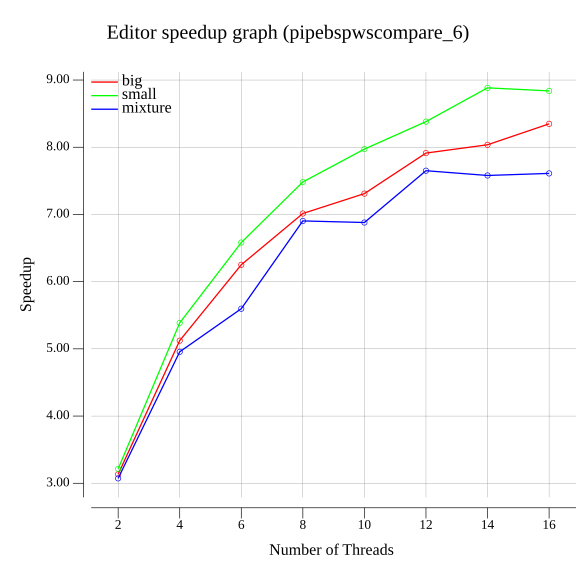 Editor speedup graph (pipebspwscompare_6)
big
small
mixture
9.00
8.00
7.00
6.00
5.00
4.00
3.00
Speedup
2 4 6 8 10 12 14 16
Number of Threads